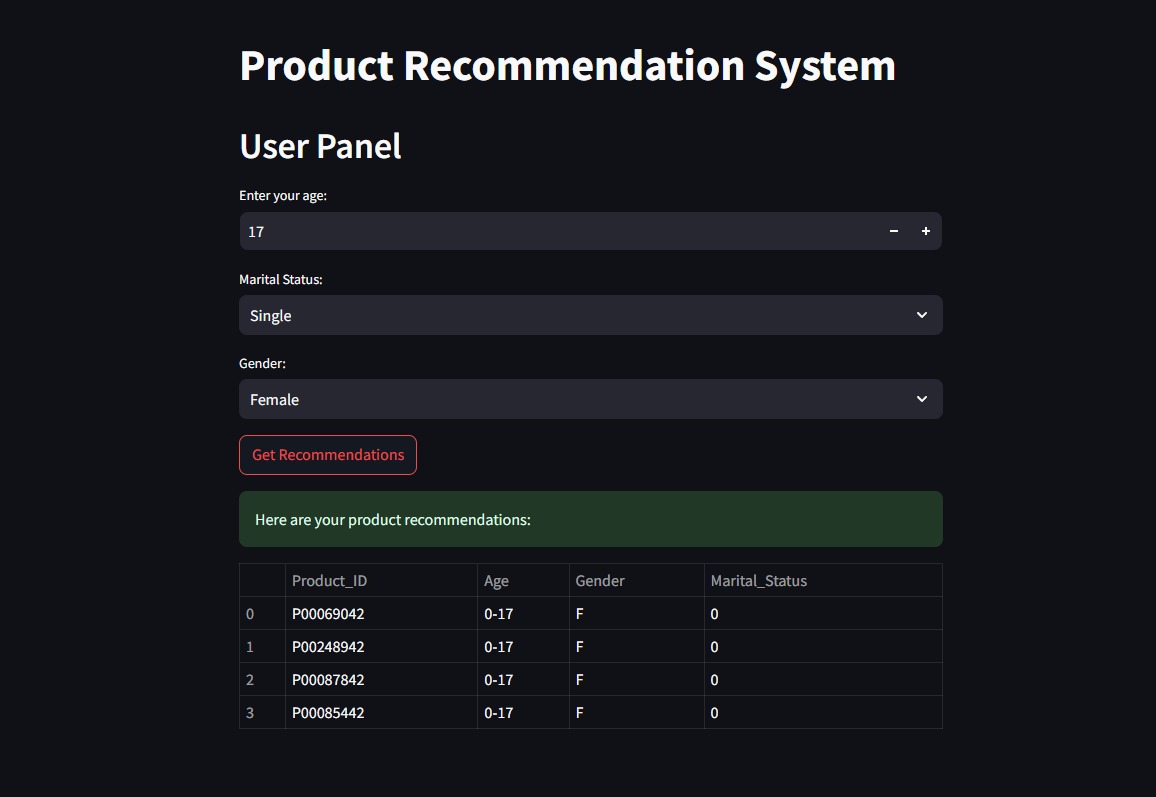 Product Recommendation System
User Panel
Enter your age:
17
Marital Status:
Single
Gender:
Female
Get Recommendations
Here are your product recommendations:
Product_ID Age Gender Marital_Status
0 P00069042 0-17 F 0
1 P00248942 0-17 F 0
2 P00087842 0-17 F 0
3 P00085442 0-17 F 0